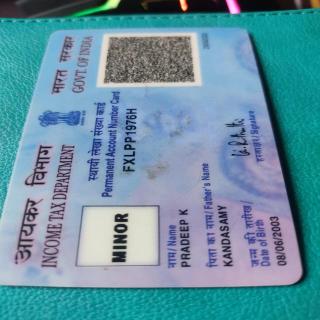 आयकर विभाग
INCOME TAX DEPARTMENT
भारत सरकार
GOVT. OF INDIA
स्थायी लेखा संख्या कार्ड
Permanent Account Number Card
FXLPP1976H
MINOR
नाम / Name
PRADEEP K
पिता का नाम / Father's Name
KANDASAMY
जन्म की तारीख
Date of Birth
08/06/2003
हस्ताक्षर / Signature